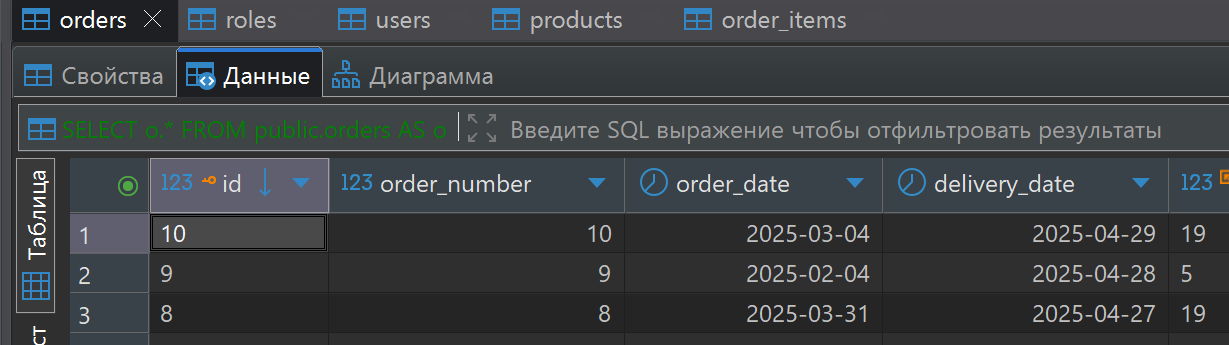 orders roles users products order_items
Свойства Данные Диаграмма
SELECT o.* FROM public.orders AS o Введите SQL выражение чтобы отфильтровать результаты
Таблица
123 id 123 order_number order_date delivery_date 123
1 10 10 2025-03-04 2025-04-29 19
2 9 9 2025-02-04 2025-04-28 5
3 8 8 2025-03-31 2025-04-27 19
ст